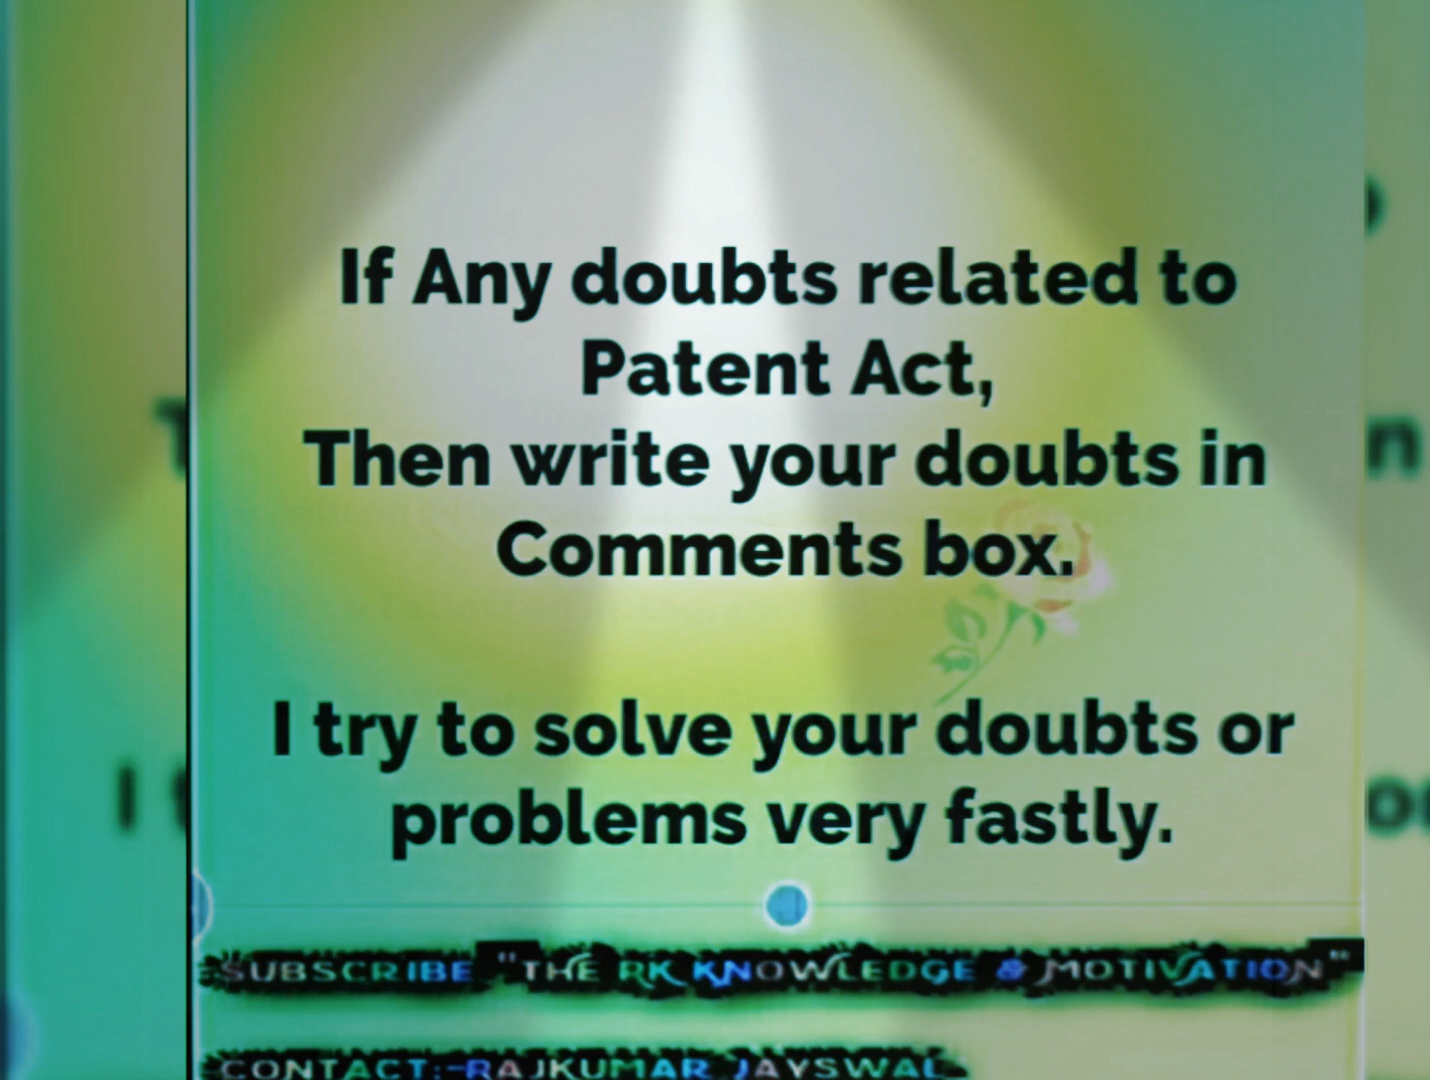 If Any doubts related to
Patent Act,
Then write your doubts in
Comments box.
I try to solve your doubts or
problems very fastly.
SUBSCRIBE "THE RK KNOWLEDGE & MOTIVATION"
CONTACT:-RAJKUMAR JAYSWAL